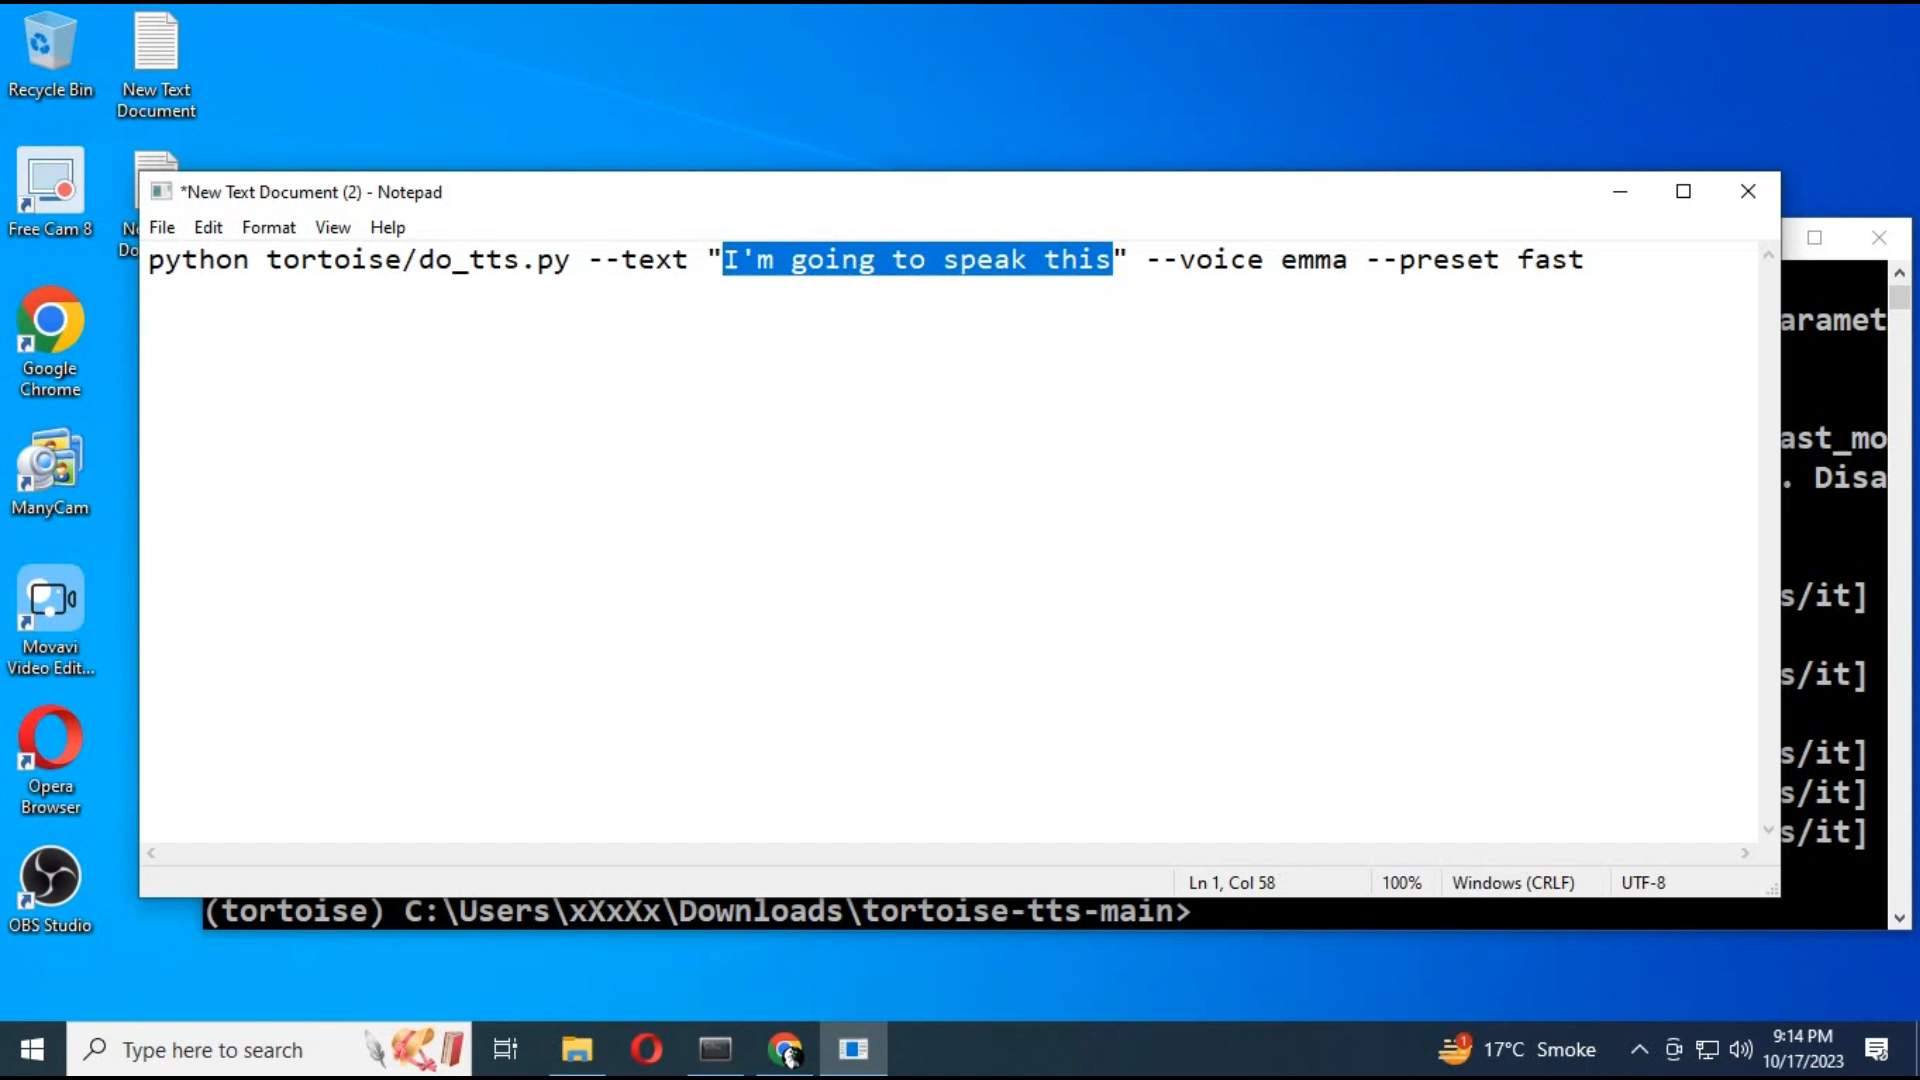 Recycle Bin
New Text
Document
Free Cam 8
Google
Chrome
ManyCam
Movavi
Video Edit...
Opera
Browser
OBS Studio
*New Text Document (2) - Notepad
File Edit Format View Help
python tortoise/do_tts.py --text "I'm going to speak this" --voice emma --preset fast
Ln 1, Col 58 100% Windows (CRLF) UTF-8
aramet
ast_mo
. Disa
s/it]
s/it]
s/it]
s/it]
s/it]
(tortoise) C:\Users\xXxXx\Downloads\tortoise-tts-main>
Type here to search
1
17°C Smoke
9:14 PM
10/17/2023